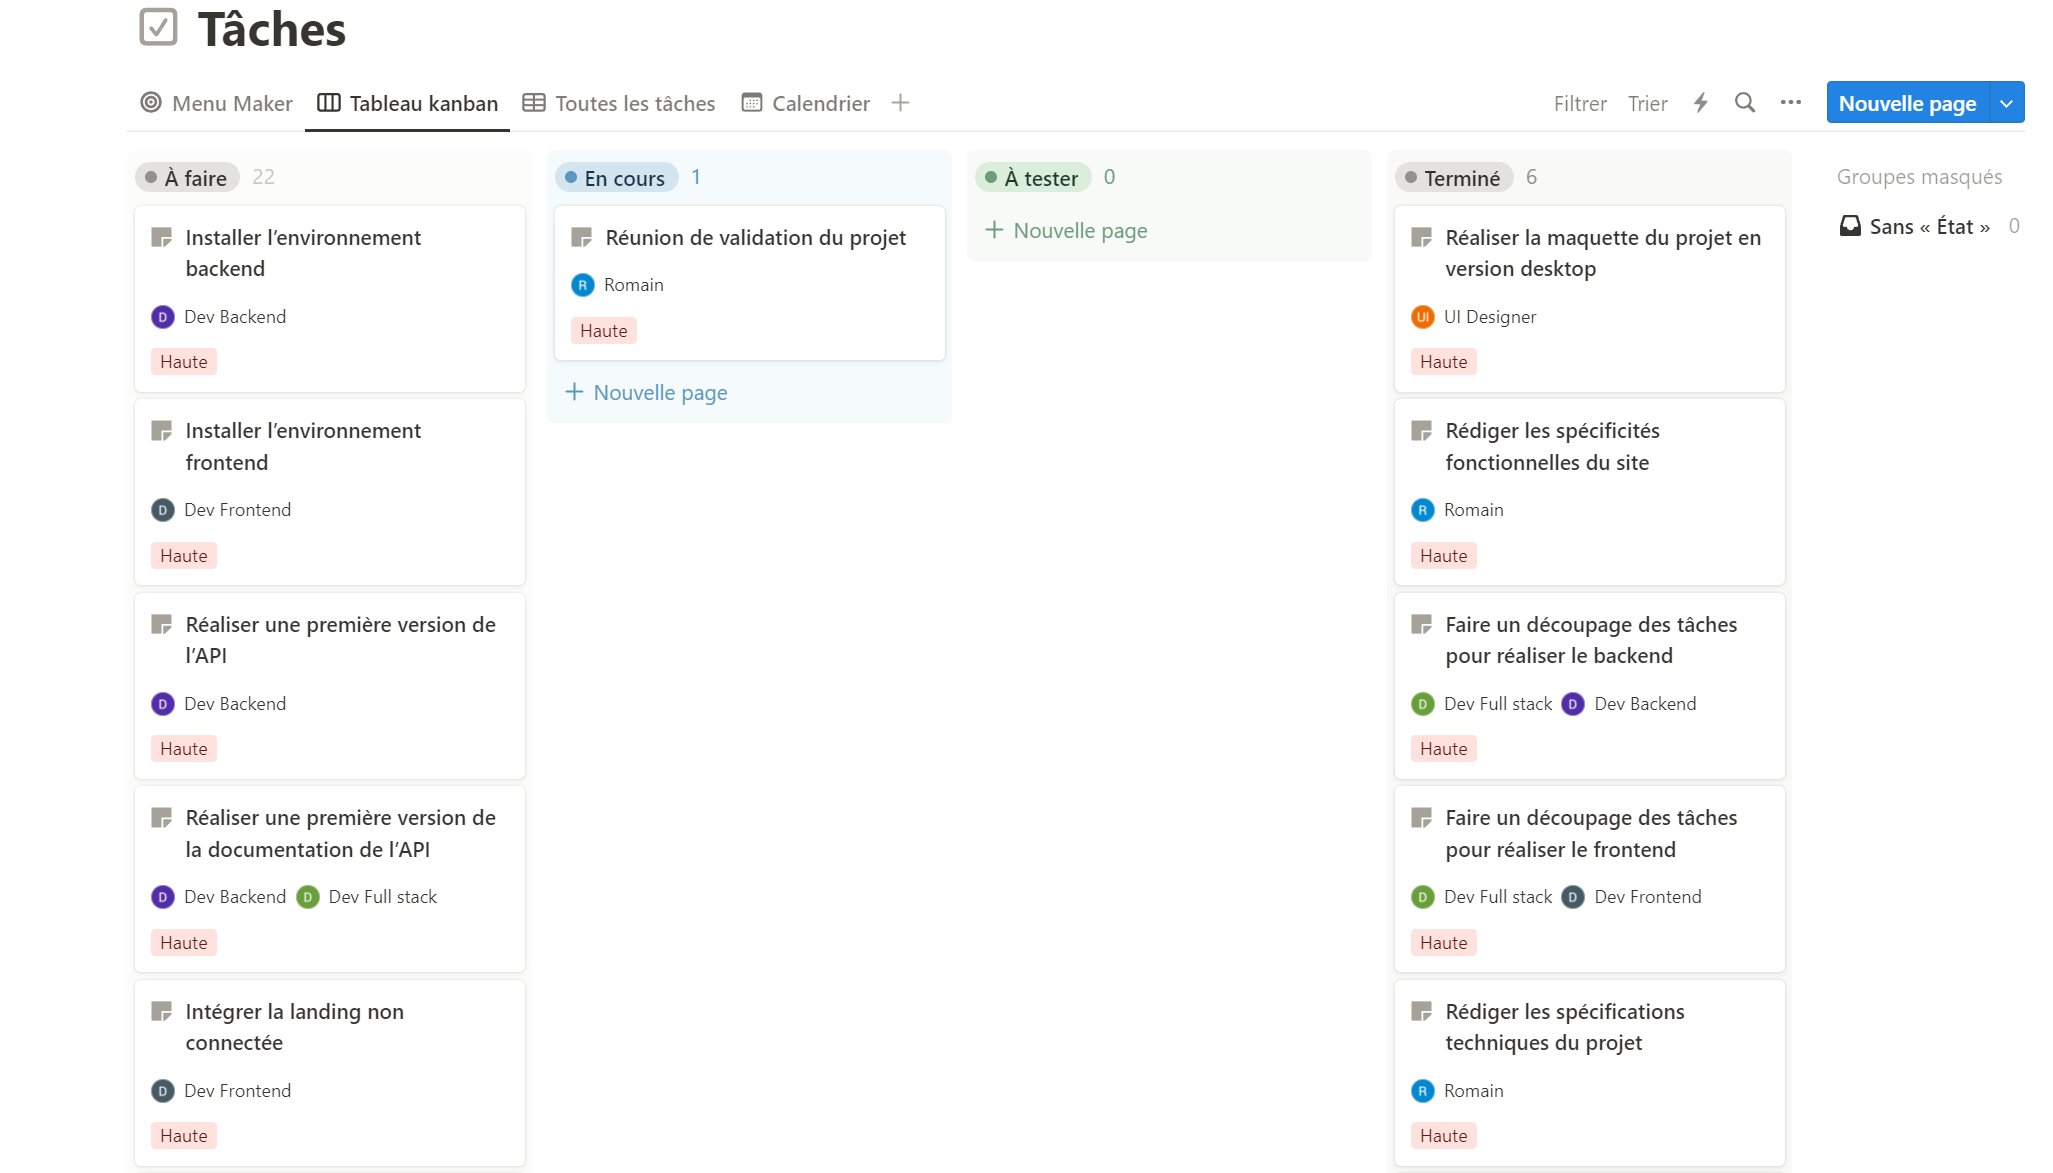 Tâches
Menu Maker
Tableau kanban
Toutes les tâches
Calendrier
Filtrer
Trier
Nouvelle page
À faire 22
Installer l’environnement
backend
D Dev Backend
Haute
Installer l’environnement
frontend
D Dev Frontend
Haute
Réaliser une première version de
l’API
D Dev Backend
Haute
Réaliser une première version de
la documentation de l’API
D Dev Backend D Dev Full stack
Haute
Intégrer la landing non
connectée
D Dev Frontend
Haute
En cours 1
Réunion de validation du projet
R Romain
Haute
+ Nouvelle page
À tester 0
+ Nouvelle page
Terminé 6
Réaliser la maquette du projet en
version desktop
UI UI Designer
Haute
Rédiger les spécificités
fonctionnelles du site
R Romain
Haute
Faire un découpage des tâches
pour réaliser le backend
D Dev Full stack D Dev Backend
Haute
Faire un découpage des tâches
pour réaliser le frontend
D Dev Full stack D Dev Frontend
Haute
Rédiger les spécifications
techniques du projet
R Romain
Haute
Groupes masqués
Sans « État » 0